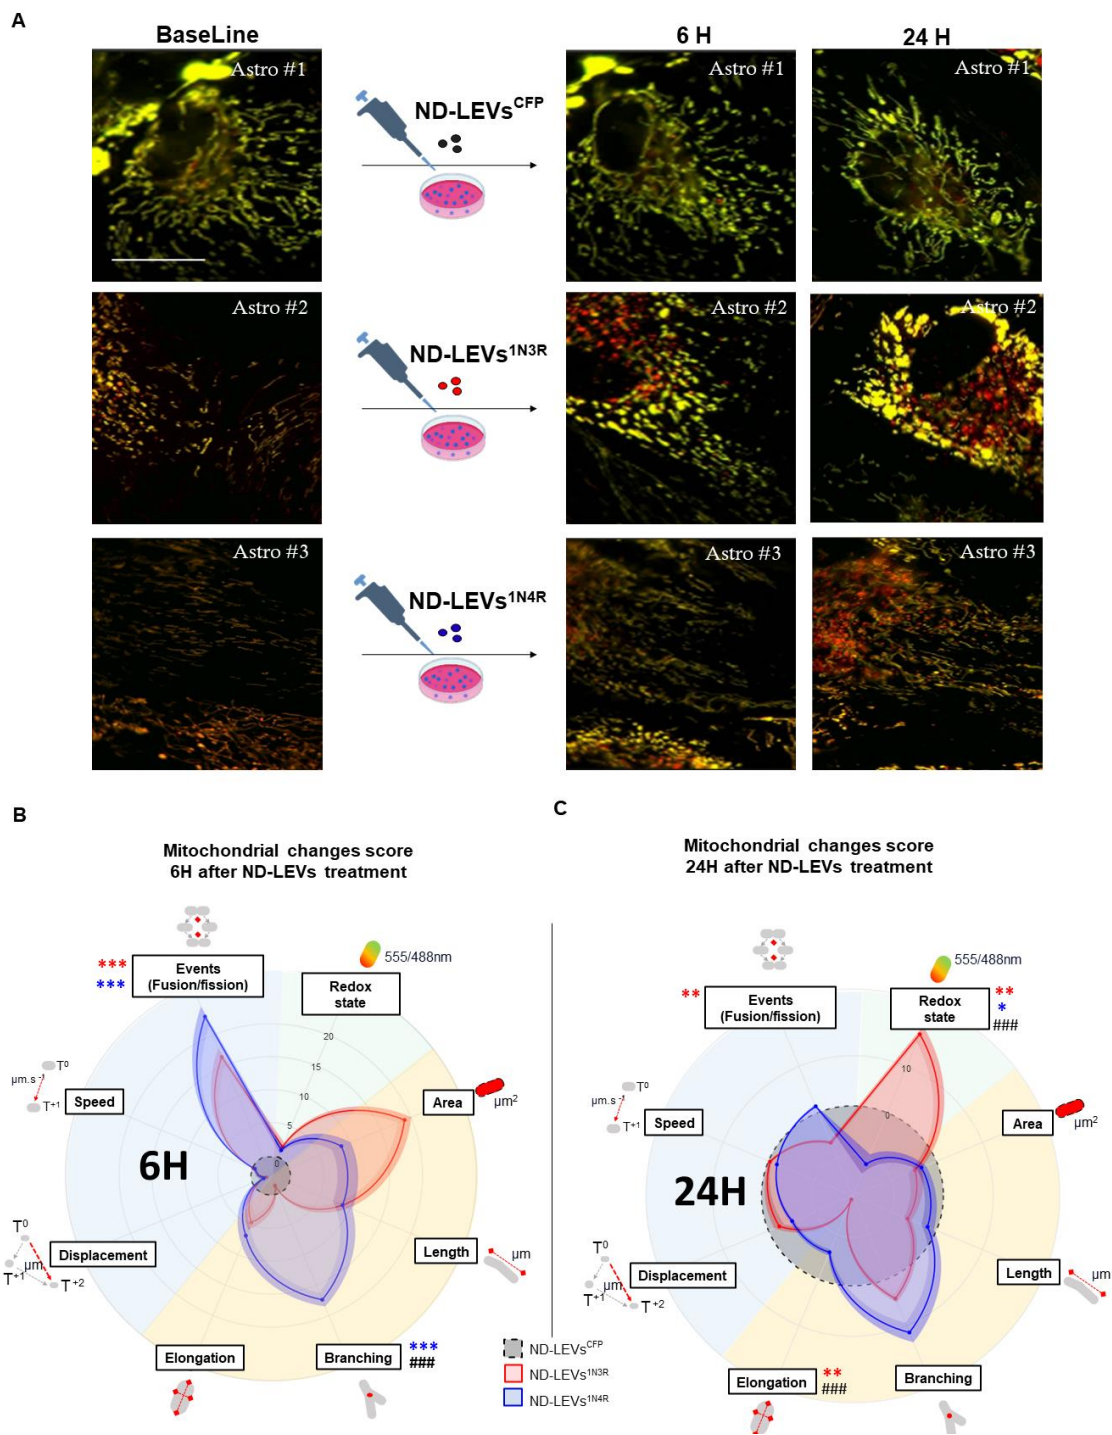 A
BaseLine
6 H
24 H
Astro #1
ND-LEVsCFP
Astro #1
Astro #1
Astro #2
ND-LEVs1N3R
Astro #2
Astro #2
Astro #3
ND-LEVs1N4R
Astro #3
Astro #3
B
Mitochondrial changes score
6H after ND-LEVs treatment
555/488nm
***
***
Events
(Fusion/fission)
Redox
state
20
15
10
5
0
T0
µm.s-1
T+1
Speed
Area
µm2
6H
T0
T+1
µm
T+2
Displacement
Length
µm
Elongation
Branching
***
###
ND-LEVsCFP
ND-LEVs1N3R
ND-LEVs1N4R
C
Mitochondrial changes score
24H after ND-LEVs treatment
555/488nm
**
Events
(Fusion/fission)
Redox
state
**
*
###
10
0
T0
µm.s-1
T+1
Speed
Area
µm2
24H
T0
T+1
µm
T+2
Displacement
Length
µm
Elongation
**
###
Branching